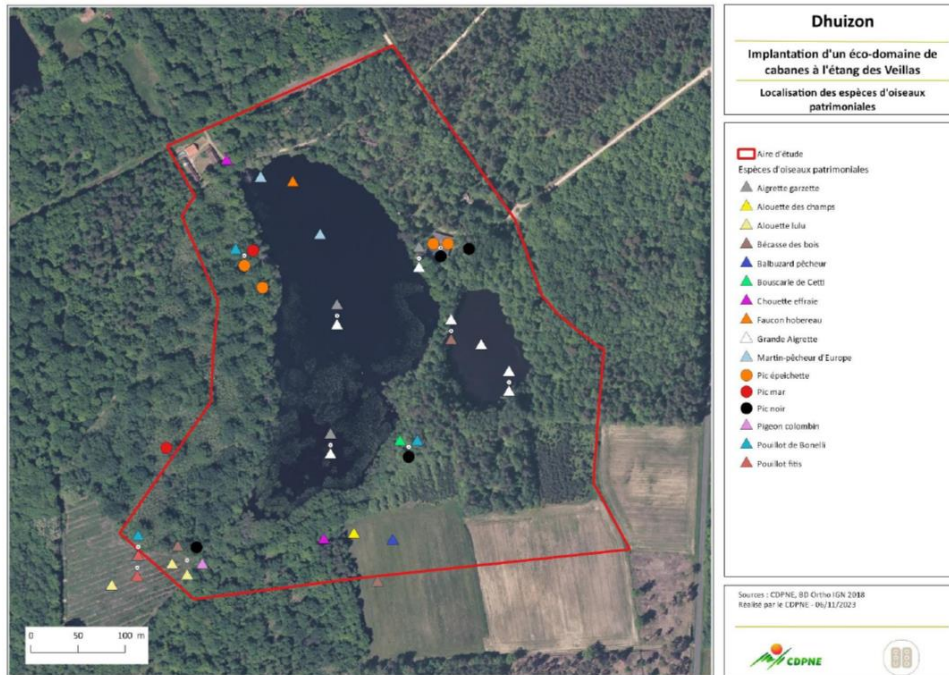 Dhuizon
Implantation d'un éco-domaine de
cabanes à l'étang des Veillas
Localisation des espèces d'oiseaux
patrimoniales
Aire d'étude
Espèces d'oiseaux patrimoniales
Aigrette garzette
Alouette des champs
Alouette lulu
Bécasse des bois
Balbuzard pêcheur
Bouscarle de Cetti
Chouette effraie
Faucon hobereau
Grande Aigrette
Martin-pêcheur d'Europe
Pic épeichette
Pic mar
Pic noir
Pigeon colombin
Pouillot de Bonelli
Pouillot fitis
0 50 100 m
Sources : CDPNE, BD Ortho IGN 2018
Réalisé par le CDPNE - 06/11/2023
CDPNE